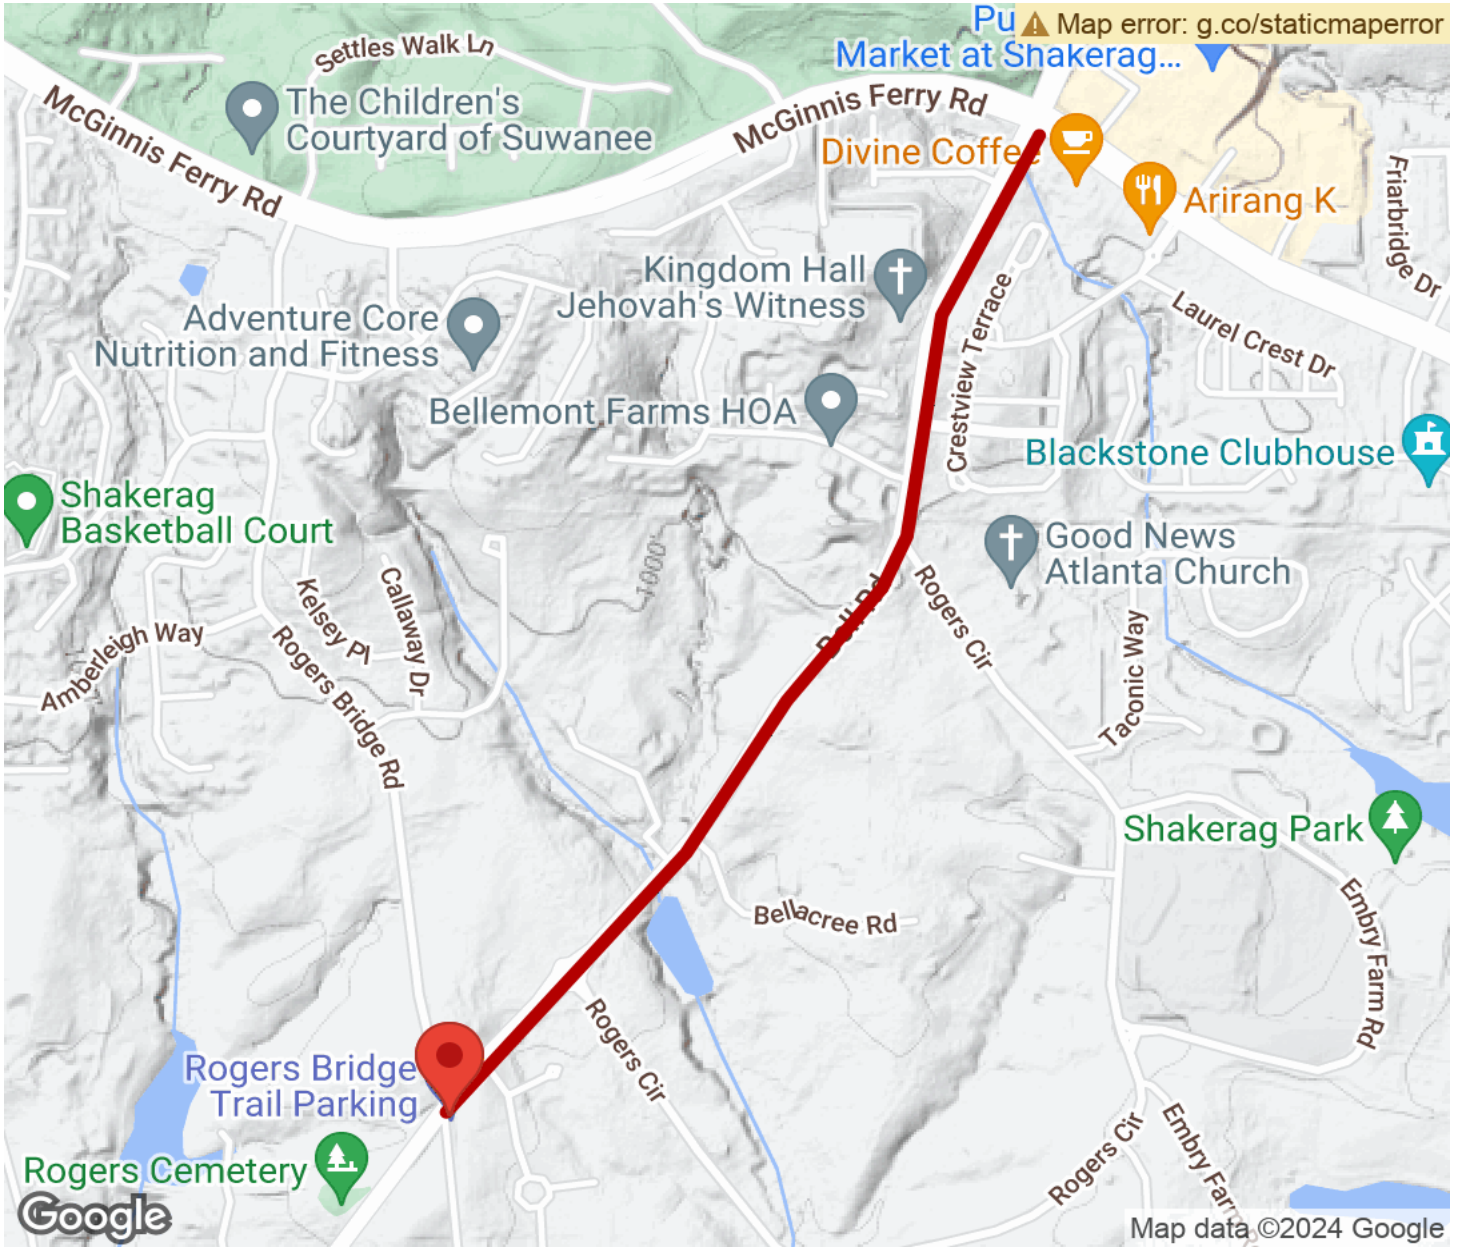 Pu
Map error: g.co/staticmaperror
Market at Shakerag...
Settles Walk Ln
McGinnis Ferry Rd
The Children's
Courtyard of Suwanee
McGinnis Ferry Rd
Divine Coffee
Arirang K
Friarbridge Dr
Kingdom Hall
Jehovah's Witness
Adventure Core
Nutrition and Fitness
Crestview Terrace
Laurel Crest Dr
Bellemont Farms HOA
Blackstone Clubhouse
Shakerag
Basketball Court
Good News
Atlanta Church
1000'
Bell Rd
Rogers Cir
Kelsey Pl
Callaway Dr
Amberleigh Way
Rogers Bridge Rd
Taconic Way
Shakerag Park
Bellacree Rd
Embry Farm Rd
Rogers Bridge
Trail Parking
Rogers Cir
Rogers Cemetery
Rogers Cir
Embry Farm R
Google
Map data ©2024 Google